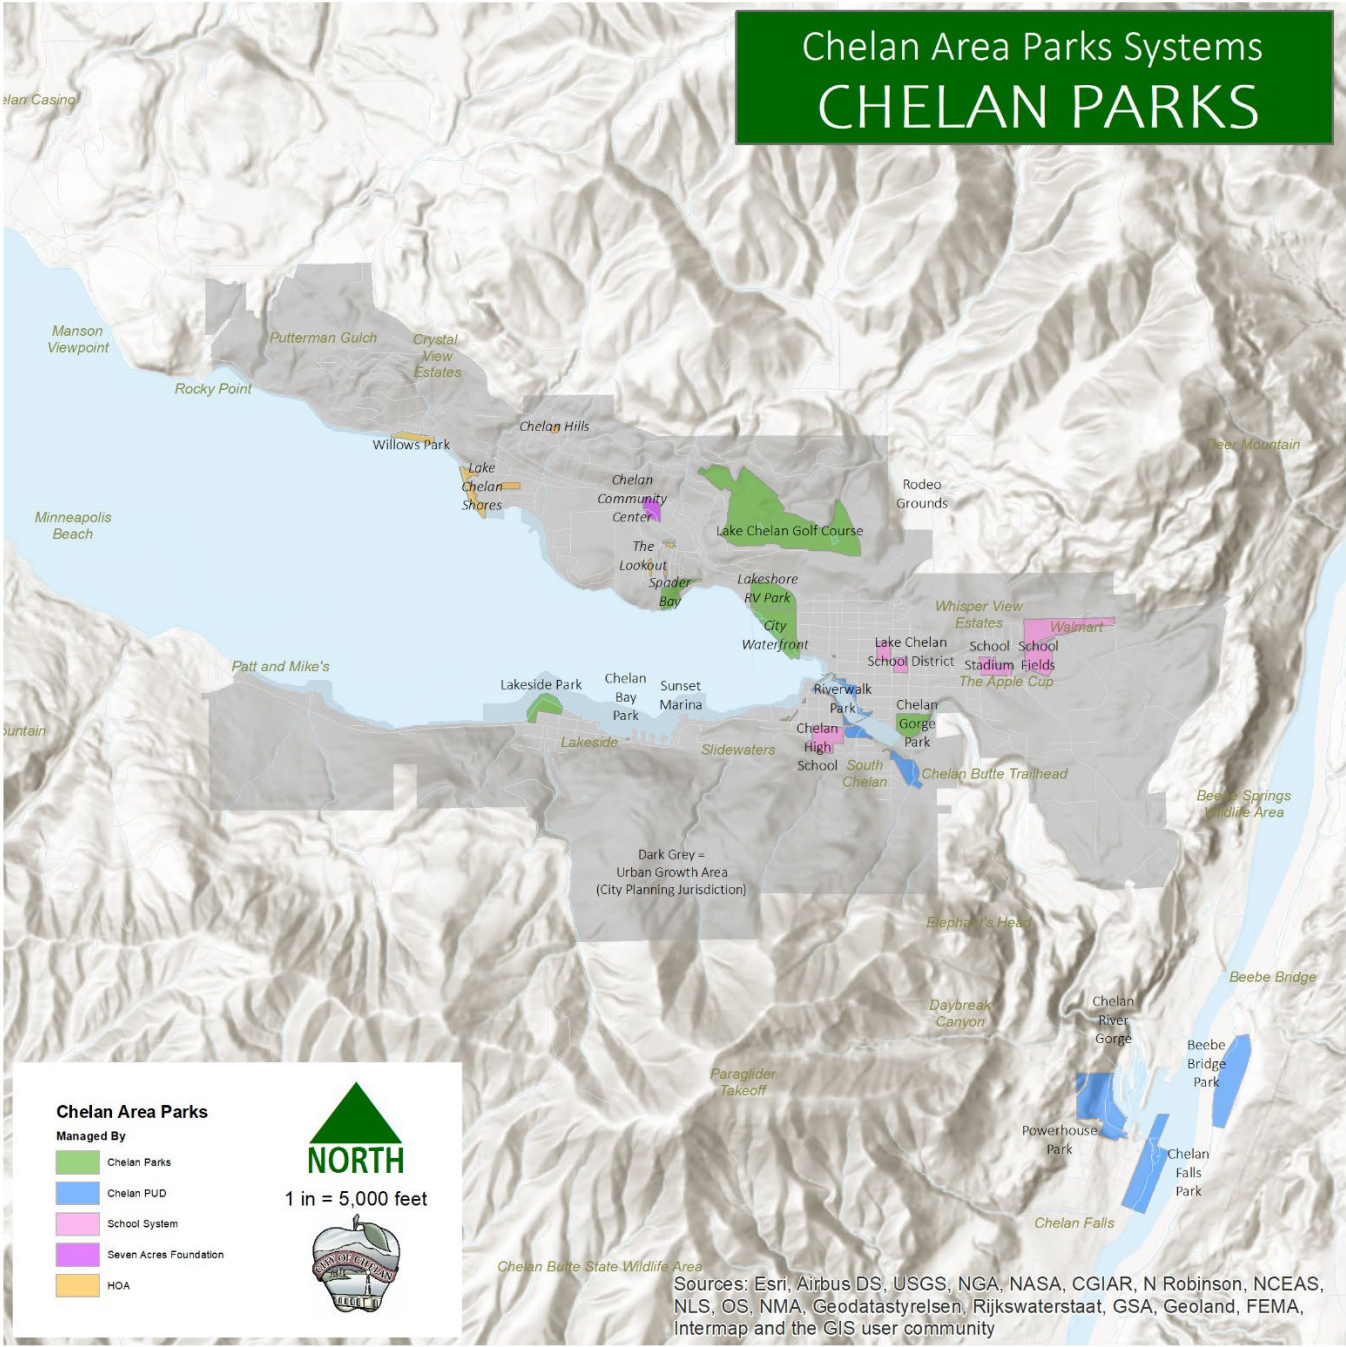 Chelan Area Parks Systems
CHELAN PARKS
elan Casino
Manson
Viewpoint
Putterman Gulch
Crystal
View
Estates
Rocky Point
Willows Park
Chelan Hills
Deer Mountain
Lake
Chelan
Shores
Chelan
Community
Center
Rodeo
Grounds
Lake Chelan Golf Course
Minneapolis
Beach
The
Lookout
Spader
Bay
Lakeshore
RV Park
City
Waterfront
Whisper View
Estates
Walmart
Lake Chelan
School District
School
Stadium
School
Fields
The Apple Cup
Patt and Mike's
Lakeside Park
Chelan
Bay
Park
Sunset
Marina
Riverwalk
Park
Chelan
Gorge
Park
untain
Lakeside
Slidewaters
Chelan
High
School
South
Chelan
Chelan Butte Trailhead
Beebe Springs
Wildlife Area
Dark Grey =
Urban Growth Area
(City Planning Jurisdiction)
Elephant's Head
Beebe Bridge
Daybreak
Canyon
Chelan
River
Gorge
Beebe
Bridge
Park
Paraglider
Takeoff
Powerhouse
Park
Chelan
Falls
Park
Chelan Falls
Chelan Butte State Wildlife Area
Chelan Area Parks
Managed By
Chelan Parks
Chelan PUD
School System
Seven Acres Foundation
HOA
NORTH
1 in = 5,000 feet
CITY OF CHELAN
Sources: Esri, Airbus DS, USGS, NGA, NASA, CGIAR, N Robinson, NCEAS,
NLS, OS, NMA, Geodatastyrelsen, Rijkswaterstaat, GSA, Geoland, FEMA,
Intermap and the GIS user community